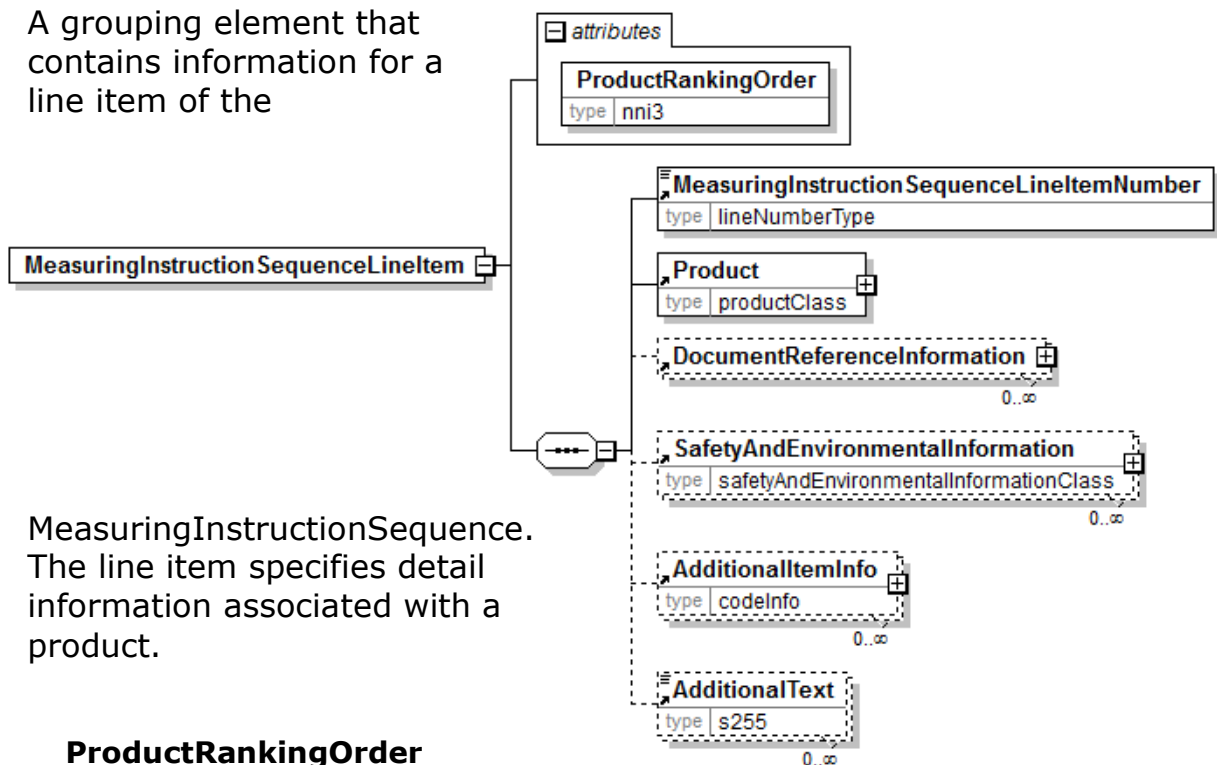 A grouping element that
contains information for a
line item of the
attributes
ProductRankingOrder
type nni3
MeasuringInstructionSequenceLineItem
MeasuringInstructionSequenceLineItemNumber
type lineNumberType
Product
type productClass
DocumentReferenceInformation
0..∞
SafetyAndEnvironmentalInformation
type safetyAndEnvironmentalInformationClass
0..∞
AdditionalItemInfo
type codeInfo
0..∞
AdditionalText
type s255
0..∞
MeasuringInstructionSequence.
The line item specifies detail
information associated with a
product.
ProductRankingOrder